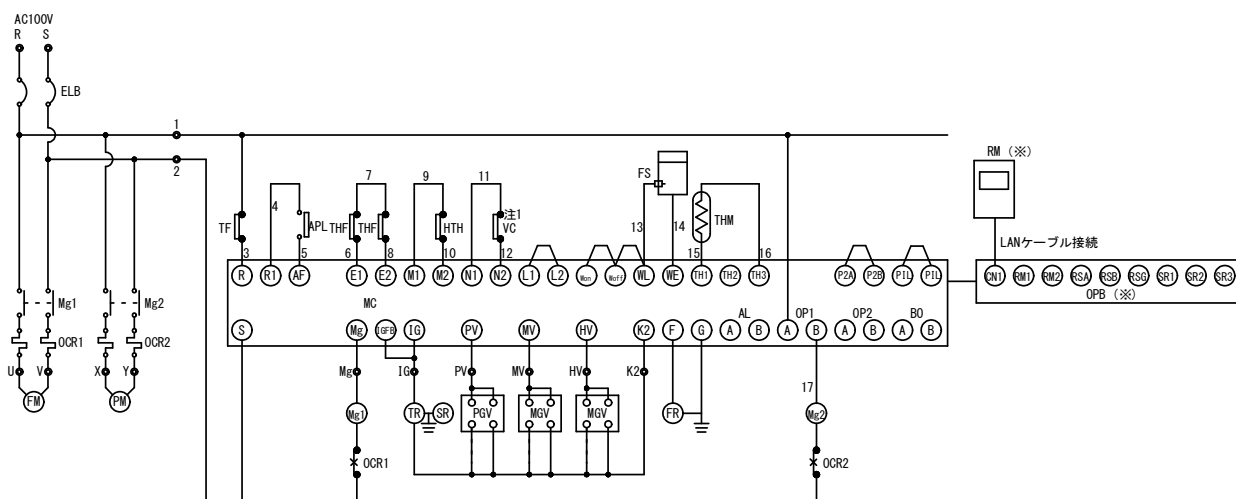 AC100V
R S
ELB
1
2
RM (※)
LANケーブル接続
7 9 11
FS
4
13 14
THM
TF APL THF THF HTH 注1 VC
3 5 6 8 10 12 15 16
R R1 AF E1 E2 M1 M2 N1 N2 L1 L2 Mon Moff WL WE TH1 TH2 TH3 P2A P2B PIL PIL
CN1 RM1 RM2 RSA RSB RSG SR1 SR2 SR3
OPB (※)
MC
AL OP1 OP2 BO
S Mg IGFB IG PV MV HV K2 F G A B A B A B A B
Mg1 Mg2
OCR1 OCR2
U V X Y
FM PM
Mg IG PV MV HV K2
17
Mg1 TR SR PGV MGV MGV FR Mg2
OCR1 OCR2